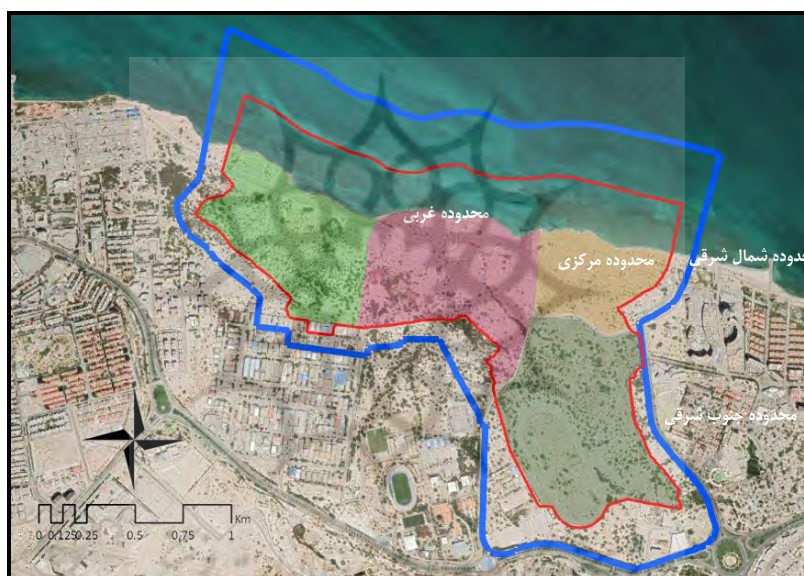 محدوده غربی
محدوده مرکزی
حدوده شمال شرقی
محدوده جنوب شرقی
Km
0 0.125 0.25 0.5 0.75 1